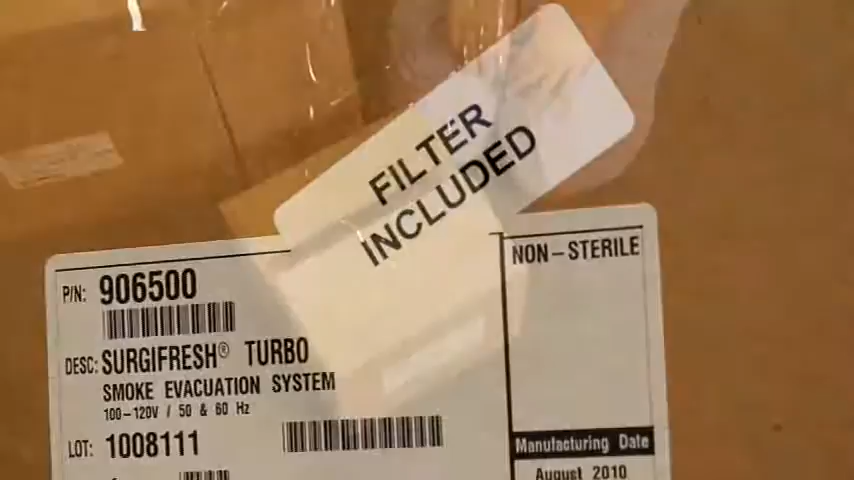 FILTER
INCLUDED
NON-STERILE
P/N: 906500
DESC: SURGIFRESH® TURBO
SMOKE EVACUATION SYSTEM
100-120V / 50 & 60 Hz
LOT: 1008111
Manufacturing Date
August 2010